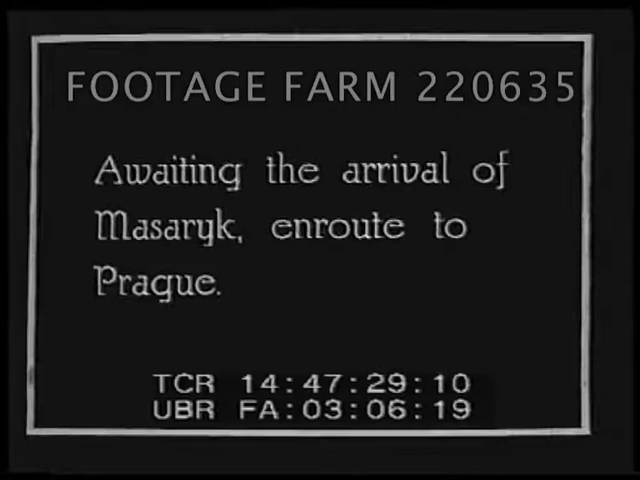 FOOTAGE FARM 220635
Awaiting the arrival of
Masaryk, enroute to
Prague.
TCR 14:47:29:10
UBR FA:03:06:19